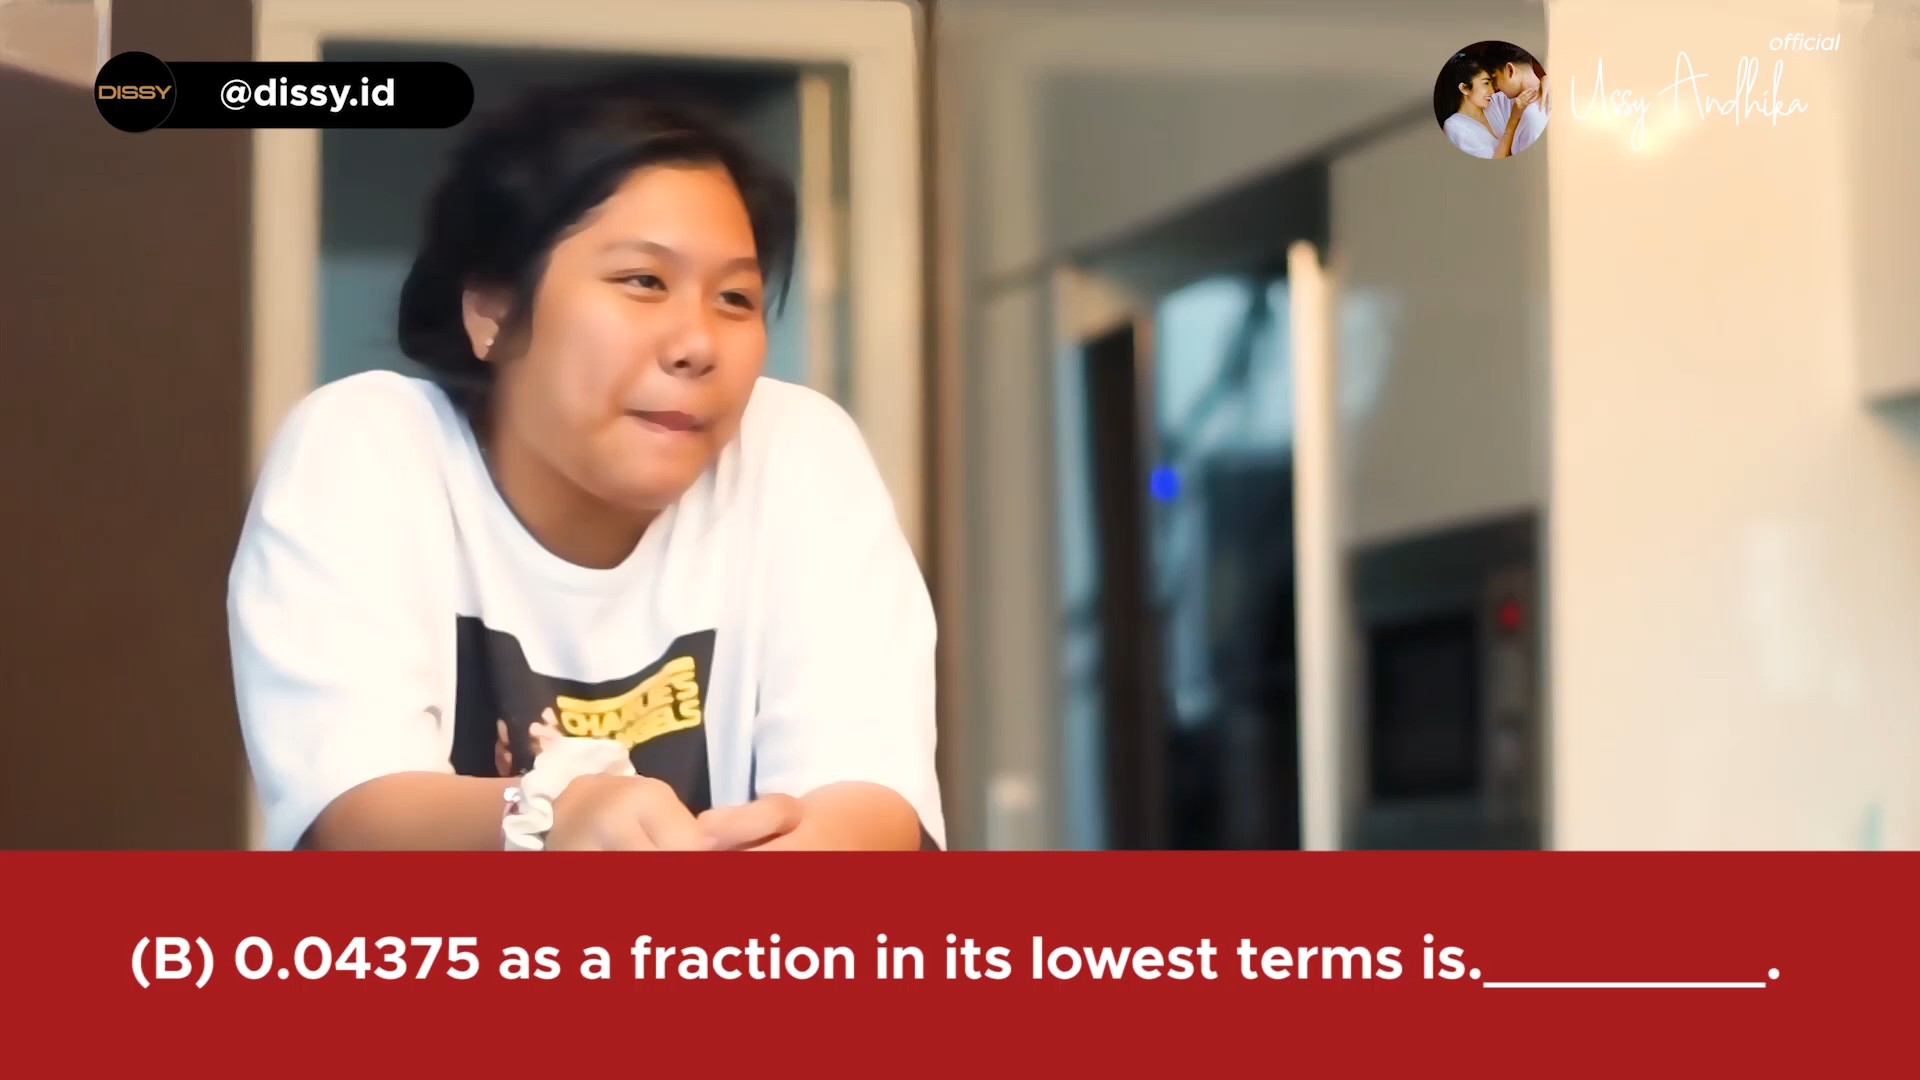 DISSY
@dissy.id
official
Ussy Andhika
CHARLIE'S
ANGELS
(B) 0.04375 as a fraction in its lowest terms is.__________.